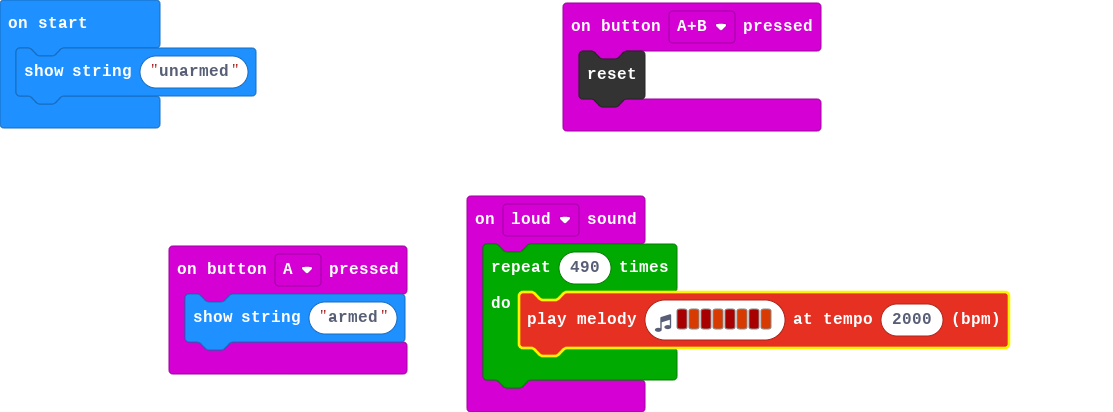 on start
show string "unarmed"
on button A+B pressed
reset
on button A pressed
show string "armed"
on loud sound
repeat 490 times
do
play melody at tempo 2000 (bpm)